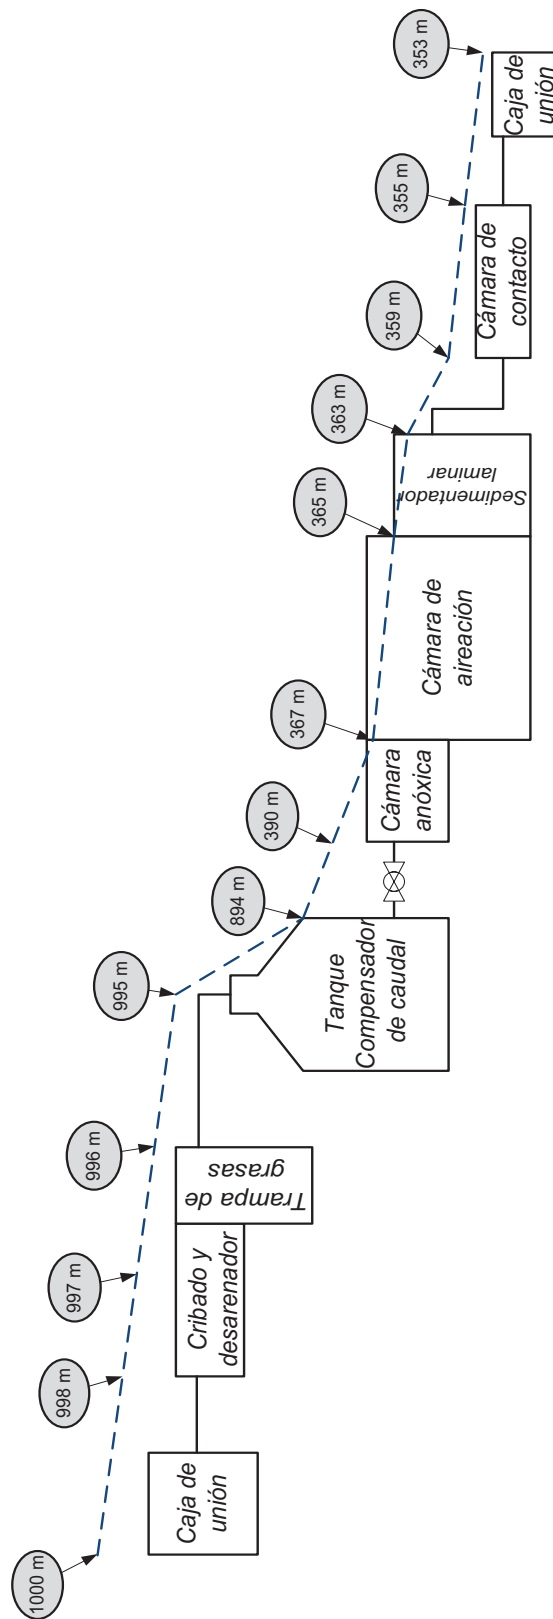 1000 m
998 m
997 m
996 m
995 m
894 m
390 m
367 m
365 m
363 m
359 m
355 m
353 m
Caja de
unión
Cribado y
desarenador
Trampa de
grasas
Tanque
Compensador
de caudal
Cámara
anóxica
Cámara de
aireación
Sedimentador
laminar
Cámara de
contacto
Caja de
unión